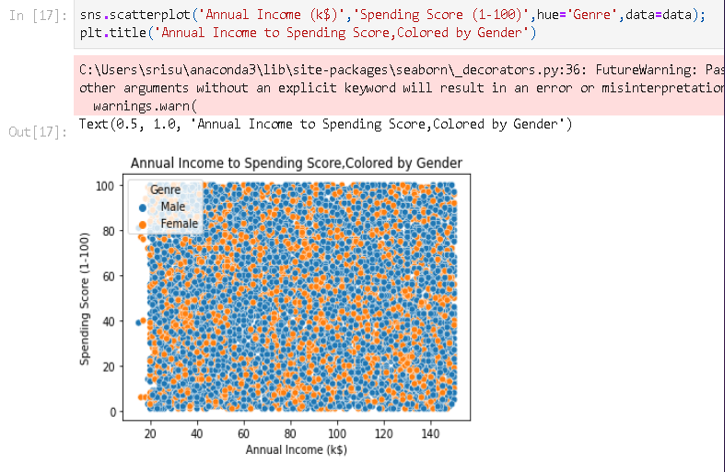 In [17]: sns.scatterplot('Annual Income (k$)','Spending Score (1-100)',hue='Genre',data=data);
plt.title('Annual Income to Spending Score,Colored by Gender')
C:\Users\srisu\anaconda3\lib\site-packages\seaborn\_decorators.py:36: FutureWarning: Pas
other arguments without an explicit keyword will result in an error or misinterpretation
warnings.warn(
Out[17]: Text(0.5, 1.0, 'Annual Income to Spending Score,Colored by Gender')
Annual Income to Spending Score,Colored by Gender
Genre
Male
Female
100
80
60
40
20
0
Spending Score (1-100)
20 40 60 80 100 120 140
Annual Income (k$)